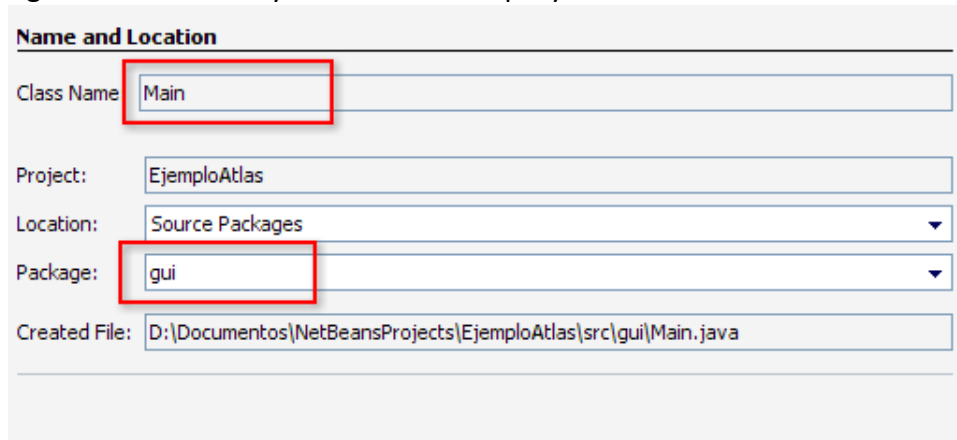 Name and Location
Class Name Main
Project: EjemploAtlas
Location: Source Packages
Package: gui
Created File: D:\Documentos\NetBeansProjects\EjemploAtlas\src\gui\Main.java